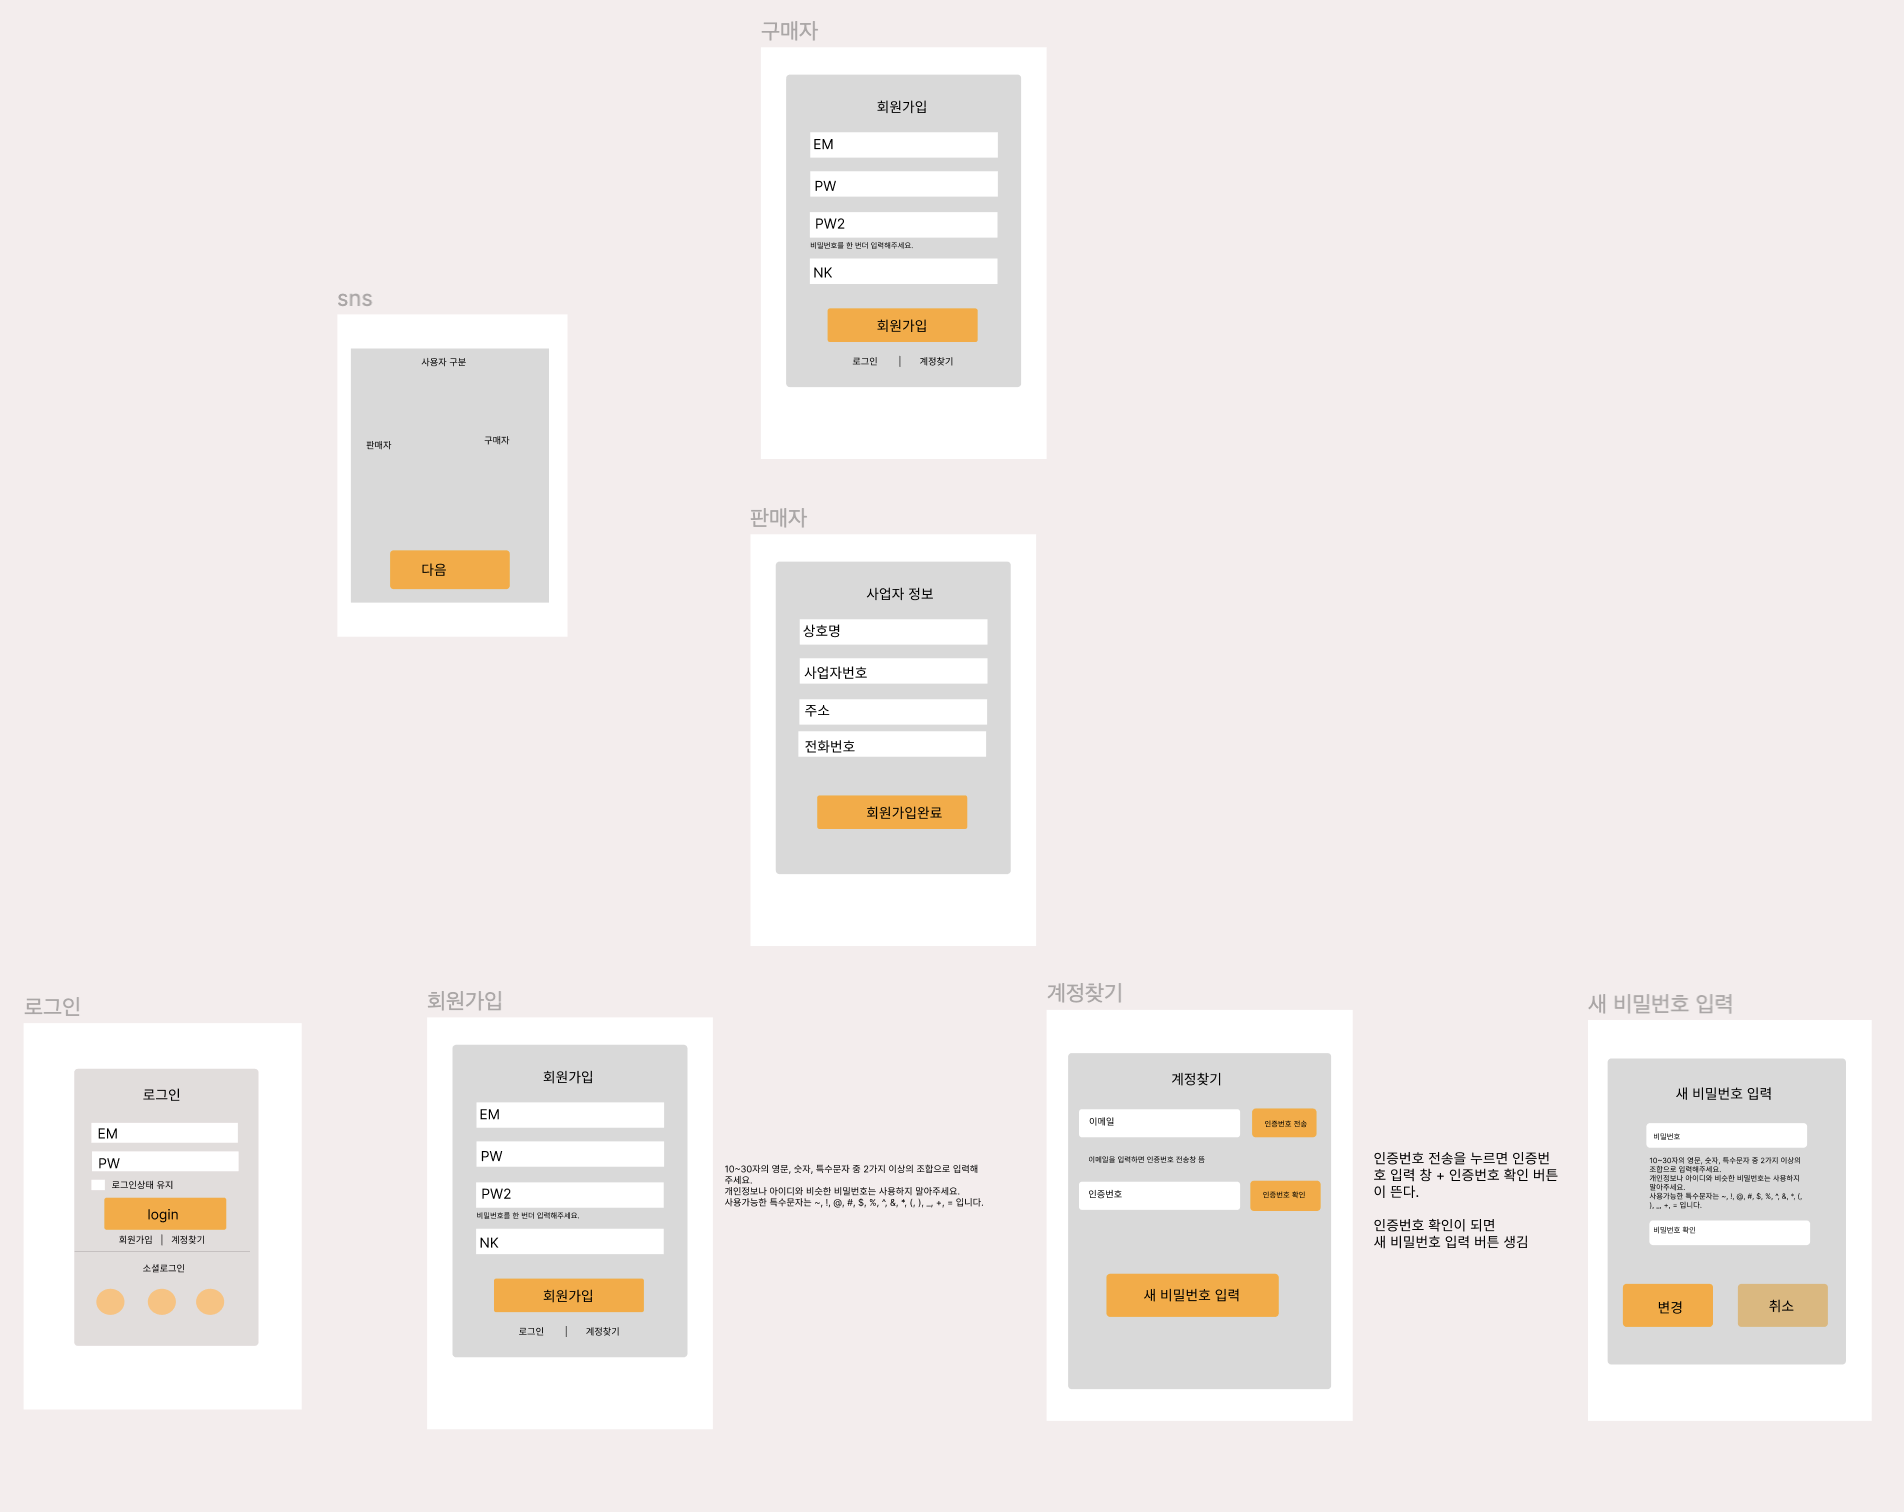 구매자
회원가입
EM
PW
PW2
비밀번호를 한 번더 입력해주세요.
NK
회원가입
로그인 | 계정찾기
sns
사용자 구분
판매자
구매자
다음
판매자
사업자 정보
상호명
사업자번호
주소
전화번호
회원가입완료
로그인
로그인
EM
PW
로그인상태 유지
login
회원가입 | 계정찾기
소셜로그인
회원가입
회원가입
EM
PW
PW2
비밀번호를 한 번더 입력해주세요.
NK
회원가입
로그인 | 계정찾기
10~30자의 영문, 숫자, 특수문자 중 2가지 이상의 조합으로 입력해
주세요.
개인정보나 아이디와 비슷한 비밀번호는 사용하지 말아주세요.
사용가능한 특수문자는 ~, !, @, #, $, %, ^, &, *, (, ), _, +, = 입니다.
계정찾기
계정찾기
이메일
인증번호 전송
이메일을 입력하면 인증번호 전송창 뜸
인증번호
인증번호 확인
새 비밀번호 입력
인증번호 전송을 누르면 인증번
호 입력 창 + 인증번호 확인 버튼
이 뜬다.
인증번호 확인이 되면
새 비밀번호 입력 버튼 생김
새 비밀번호 입력
새 비밀번호 입력
비밀번호
10~30자의 영문, 숫자, 특수문자 중 2가지 이상의
조합으로 입력해주세요.
개인정보나 아이디와 비슷한 비밀번호는 사용하지
말아주세요.
사용가능한 특수문자는 ~, !, @, #, $, %, ^, &, *, (,
), _, +, = 입니다.
비밀번호 확인
변경
취소